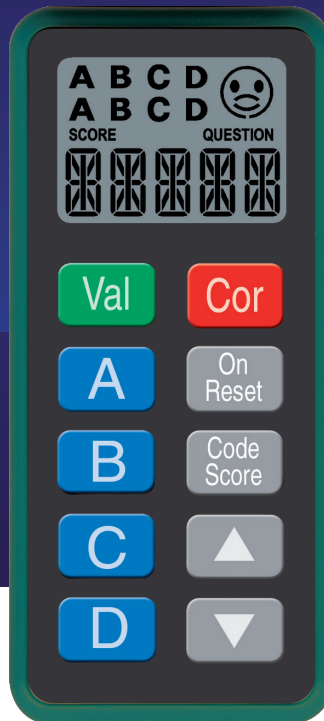 A B C D
A B C D
SCORE QUESTION
Val Cor
A On
Reset
B Code
Score
C
D